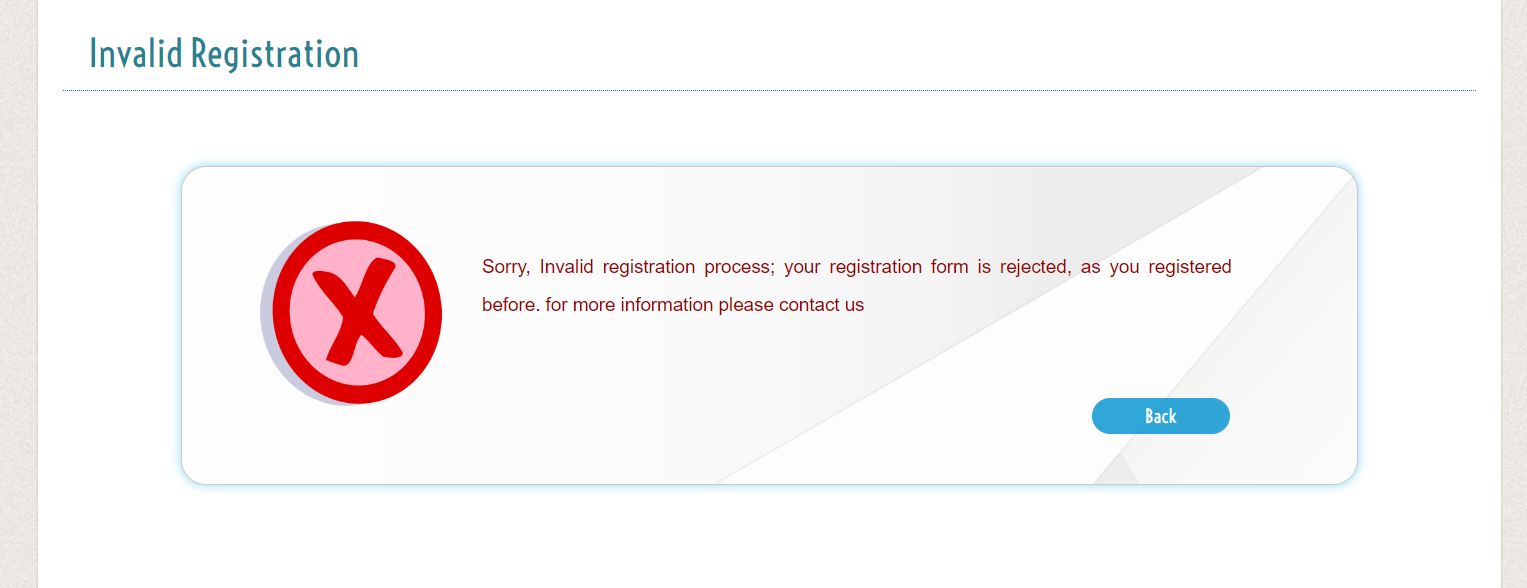 Invalid Registration
Sorry, Invalid registration process; your registration form is rejected, as you registered
before. for more information please contact us
Back